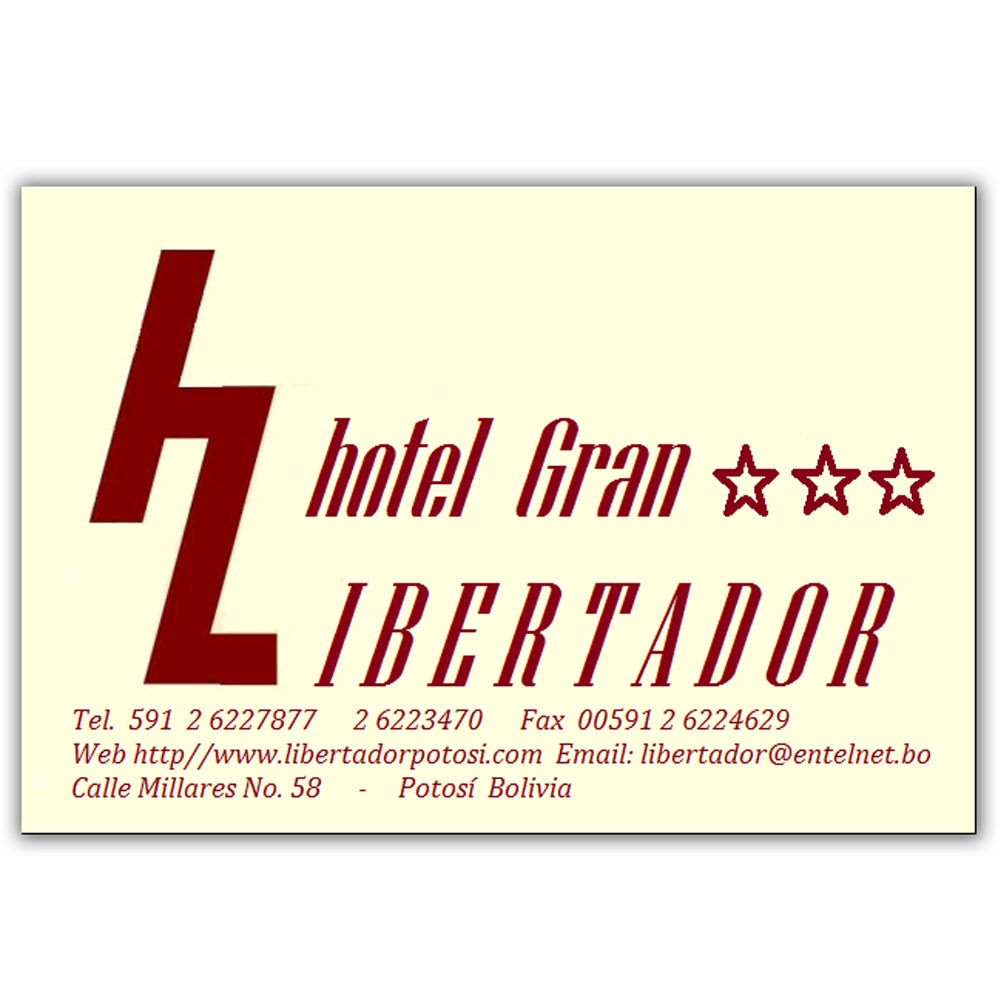 hotel Gran
LIBERTADOR
Tel. 591 2 6227877 2 6223470 Fax 00591 2 6224629
Web http//www.libertadorpotosi.com Email: libertador@entelnet.bo
Calle Millares No. 58 - Potosí Bolivia